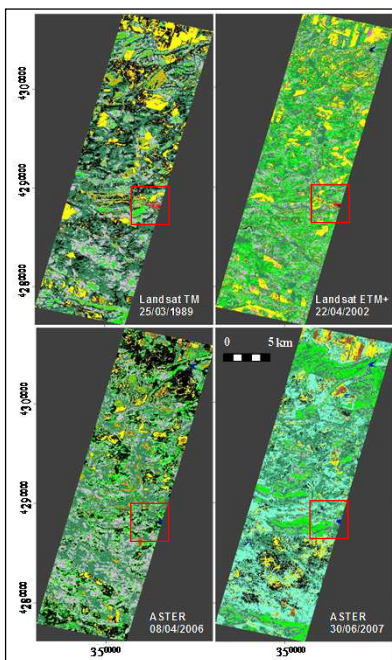 4300000
4290000
4280000
Landsat TM
25/03/1989
Landsat ETM+
22/04/2002
4300000
4290000
4280000
0 5 km
ASTER
08/04/2006
ASTER
30/06/2007
350000
350000